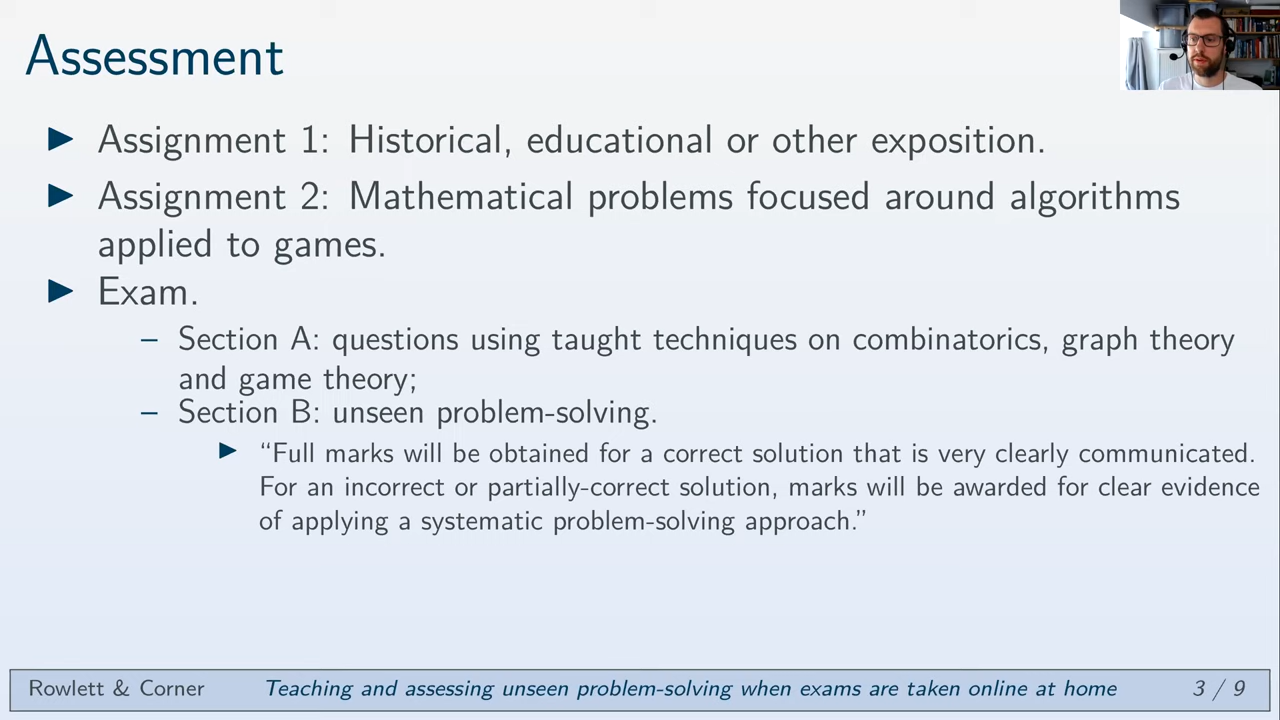 Assessment
Assignment 1: Historical, educational or other exposition.
Assignment 2: Mathematical problems focused around algorithms
applied to games.
Exam.
– Section A: questions using taught techniques on combinatorics, graph theory
and game theory;
– Section B: unseen problem-solving.
“Full marks will be obtained for a correct solution that is very clearly communicated.
For an incorrect or partially-correct solution, marks will be awarded for clear evidence
of applying a systematic problem-solving approach.”
Rowlett & Corner Teaching and assessing unseen problem-solving when exams are taken online at home 3 / 9